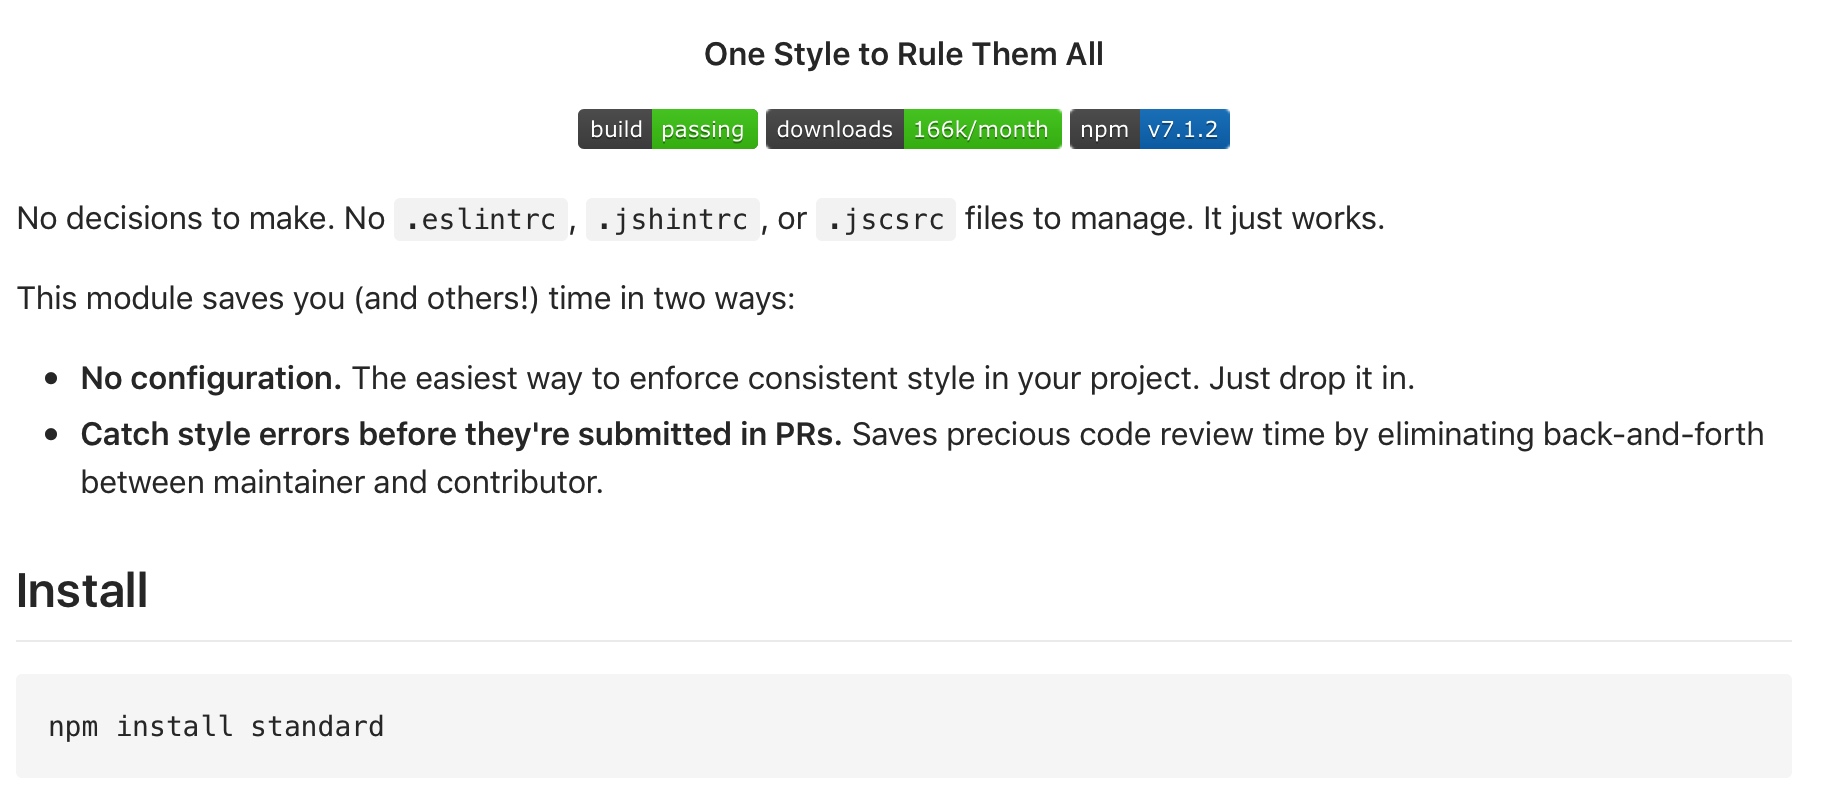 One Style to Rule Them All
build passing downloads 166k/month npm v7.1.2
No decisions to make. No .eslintrc, .jshintrc, or .jscsrc files to manage. It just works.
This module saves you (and others!) time in two ways:
• No configuration. The easiest way to enforce consistent style in your project. Just drop it in.
• Catch style errors before they're submitted in PRs. Saves precious code review time by eliminating back-and-forth
between maintainer and contributor.
Install
npm install standard